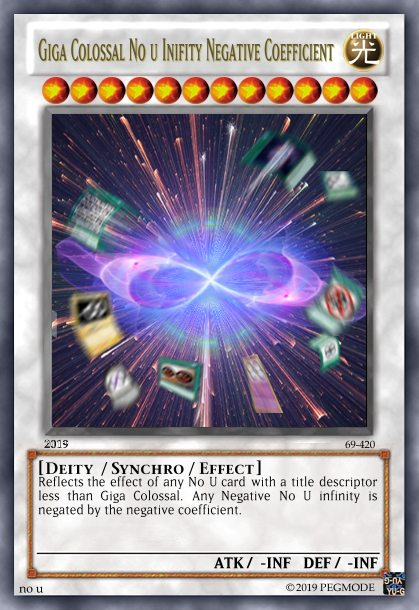 GIGA COLOSSAL NO U INIFITY NEGATIVE COEFFICIENT
LIGHT
光
2019 69-420
[DEITY / SYNCHRO / EFFECT]
Reflects the effect of any No U card with a title descriptor
less than Giga Colossal. Any Negative No U infinity is
negated by the negative coefficient.
ATK / -INF DEF / -INF
no u ©2019 PEGMODE